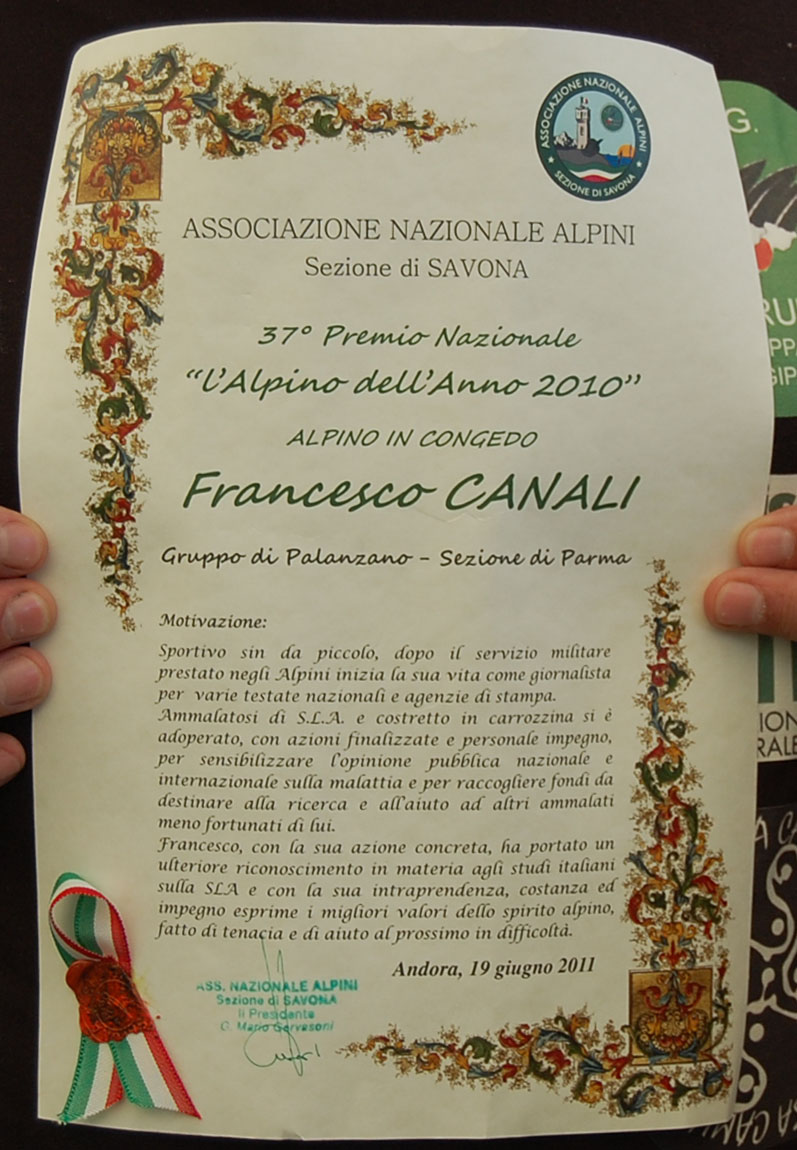 ASSOCIAZIONE NAZIONALE ALPINI
SEZIONE DI SAVONA
ASSOCIAZIONE NAZIONALE ALPINI
Sezione di SAVONA
37° Premio Nazionale
“l’Alpino dell’Anno 2010”
ALPINO IN CONGEDO
Francesco CANALI
Gruppo di Palanzano - Sezione di Parma
Motivazione:
Sportivo sin da piccolo, dopo il servizio militare
prestato negli Alpini inizia la sua vita come giornalista
per varie testate nazionali e agenzie di stampa.
Ammalatosi di S.L.A. e costretto in carrozzina si è
adoperato, con azioni finalizzate e personale impegno,
per sensibilizzare l'opinione pubblica nazionale e
internazionale sulla malattia e per raccogliere fondi da
destinare alla ricerca e all'aiuto ad altri ammalati
meno fortunati di lui.
Francesco, con la sua azione concreta, ha portato un
ulteriore riconoscimento in materia agli studi italiani
sulla SLA e con la sua intraprendenza, costanza ed
impegno esprime i migliori valori dello spirito alpino,
fatto di tenacia e di aiuto al prossimo in difficoltà.
Andora, 19 giugno 2011
ASS. NAZIONALE ALPINI
Sezione di SAVONA
Il Presidente
G. Mario Gervasoni
G.